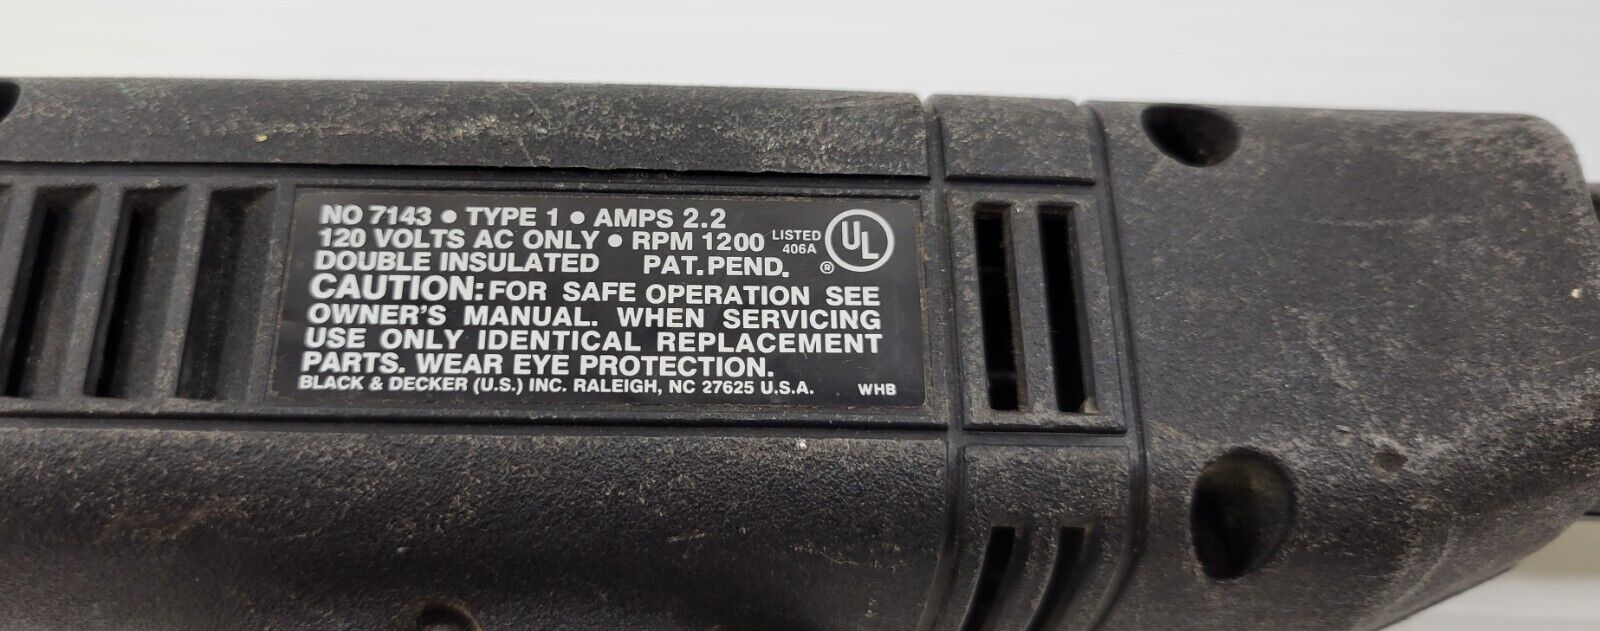 NO 7143 • TYPE 1 • AMPS 2.2
120 VOLTS AC ONLY • RPM 1200 LISTED 406A UL ®
DOUBLE INSULATED PAT. PEND.
CAUTION: FOR SAFE OPERATION SEE
OWNER'S MANUAL. WHEN SERVICING
USE ONLY IDENTICAL REPLACEMENT
PARTS. WEAR EYE PROTECTION.
BLACK & DECKER (U.S.) INC. RALEIGH, NC 27625 U.S.A. WHB